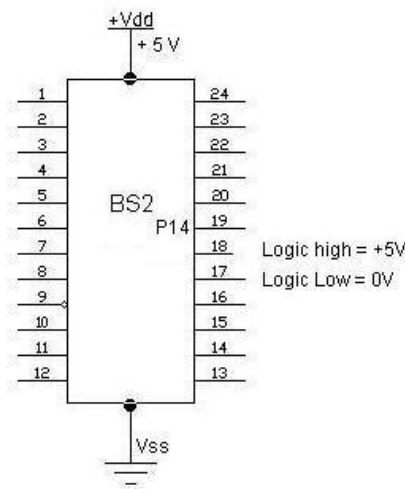 +Vdd
+ 5 V
1 24
2 23
3 22
4 21
5 BS2 20
6 P14 19
7 18 Logic high = +5V
8 17 Logic Low = 0V
9 16
10 15
11 14
12 13
Vss